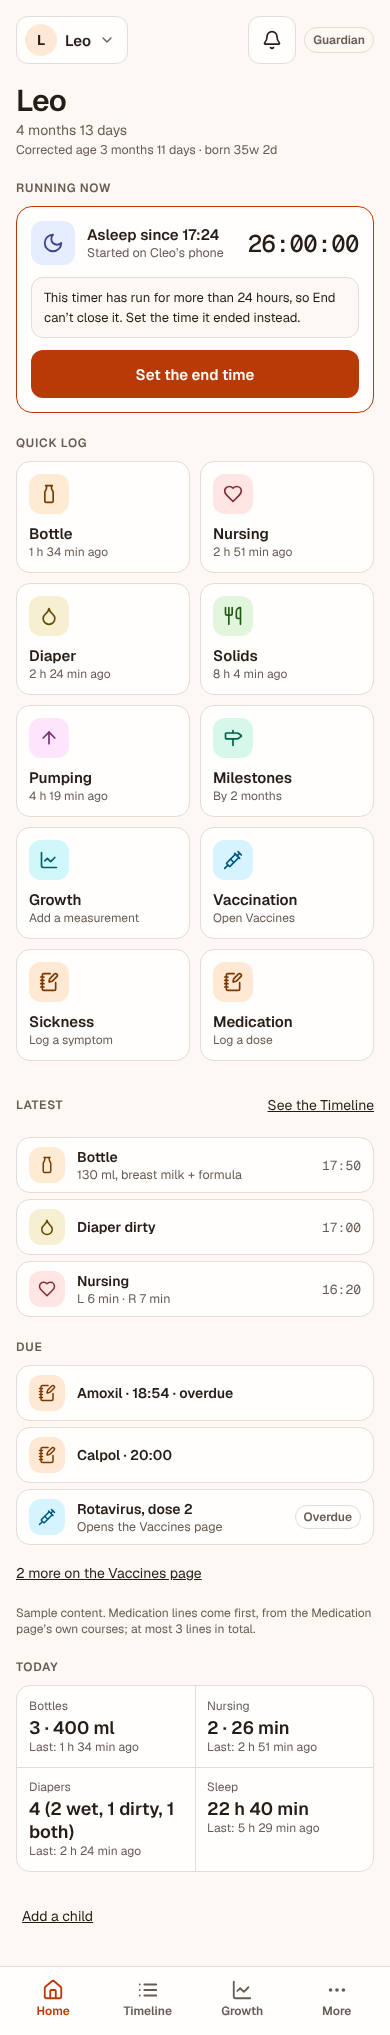 L Leo
Guardian
Leo
4 months 13 days
Corrected age 3 months 11 days · born 35w 2d
RUNNING NOW
Asleep since 17:24
Started on Cleo's phone
26:00:00
This timer has run for more than 24 hours, so End
can't close it. Set the time it ended instead.
Set the end time
QUICK LOG
Bottle
1 h 34 min ago
Nursing
2 h 51 min ago
Diaper
2 h 24 min ago
Solids
8 h 4 min ago
Pumping
4 h 19 min ago
Milestones
By 2 months
Growth
Add a measurement
Vaccination
Open Vaccines
Sickness
Log a symptom
Medication
Log a dose
LATEST
See the Timeline
Bottle
130 ml, breast milk + formula
17:50
Diaper dirty
17:00
Nursing
L 6 min · R 7 min
16:20
DUE
Amoxil · 18:54 · overdue
Calpol · 20:00
Rotavirus, dose 2
Opens the Vaccines page
Overdue
2 more on the Vaccines page
Sample content. Medication lines come first, from the Medication
page's own courses; at most 3 lines in total.
TODAY
Bottles
3 · 400 ml
Last: 1 h 34 min ago
Nursing
2 · 26 min
Last: 2 h 51 min ago
Diapers
4 (2 wet, 1 dirty, 1
both)
Last: 2 h 24 min ago
Sleep
22 h 40 min
Last: 5 h 29 min ago
Add a child
Home
Timeline
Growth
More